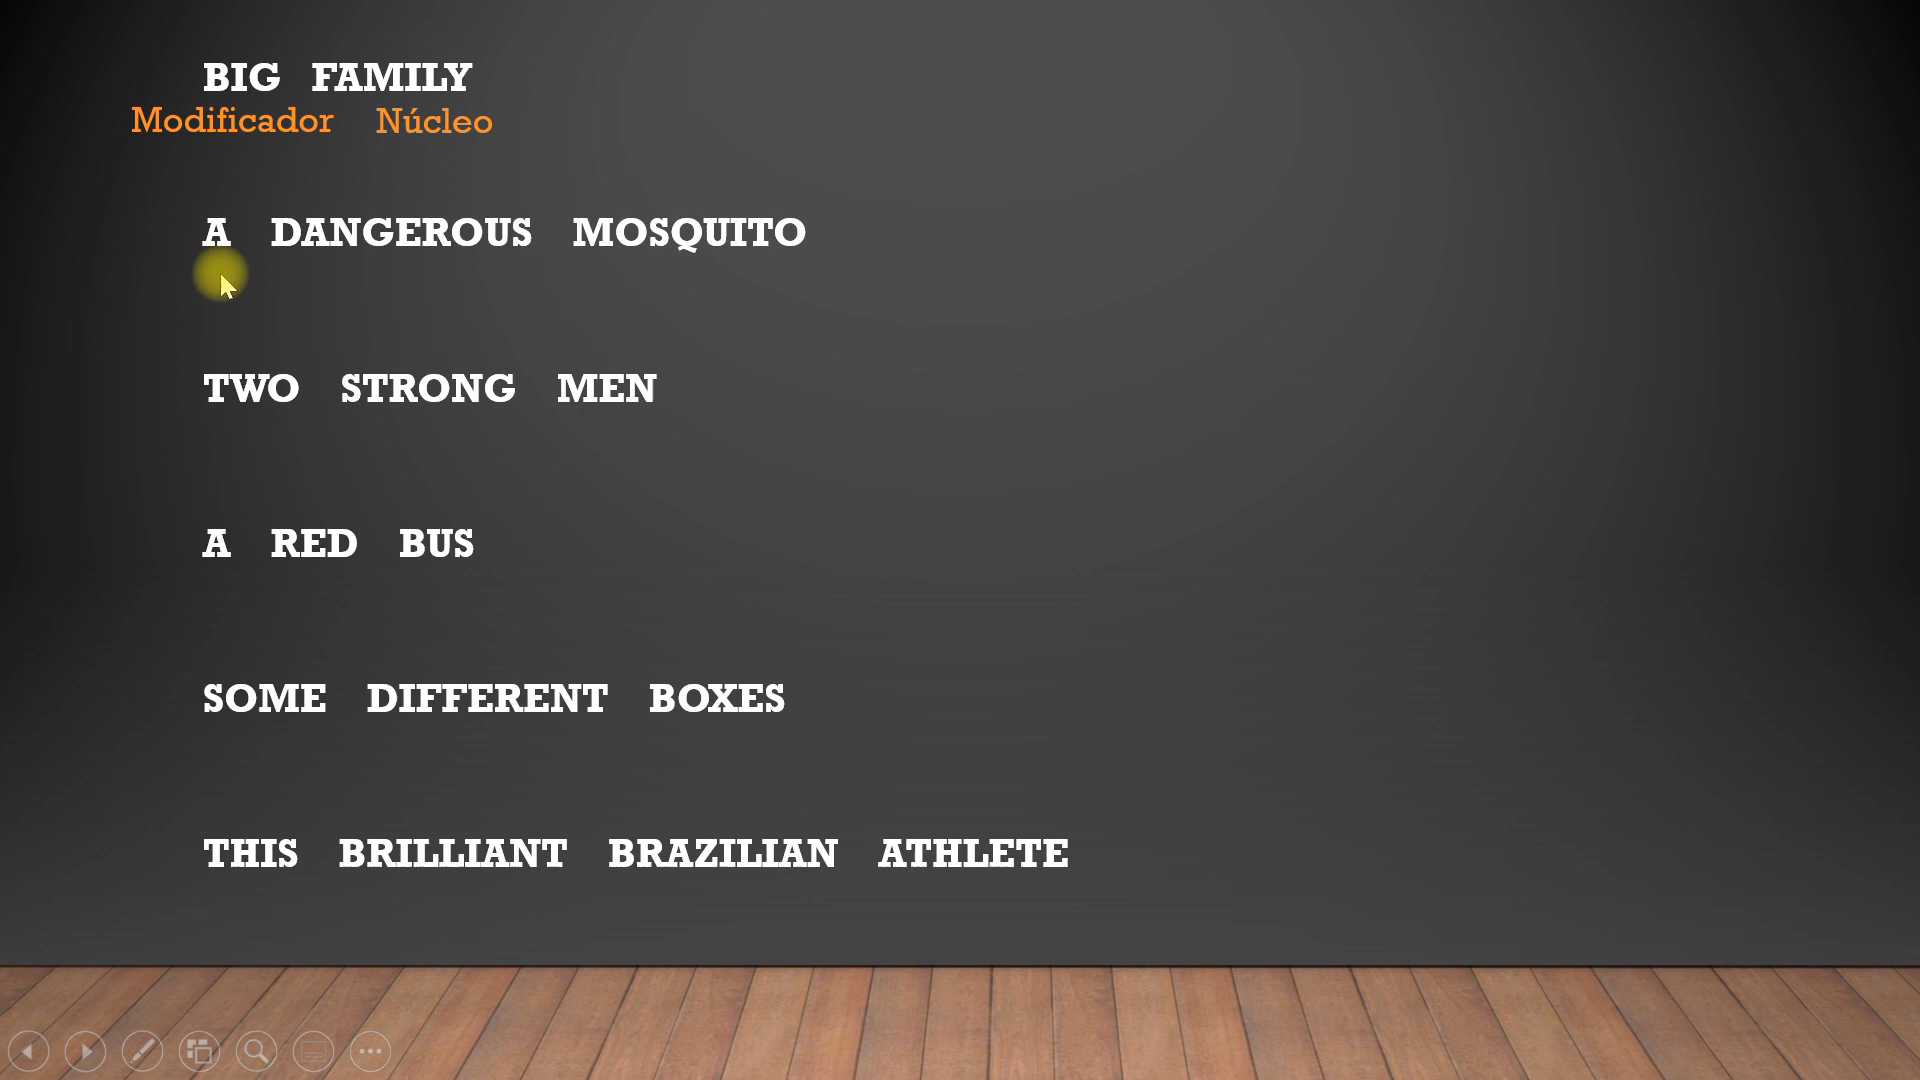 BIG FAMILY
Modificador Núcleo
A DANGEROUS MOSQUITO
TWO STRONG MEN
A RED BUS
SOME DIFFERENT BOXES
THIS BRILLIANT BRAZILIAN ATHLETE